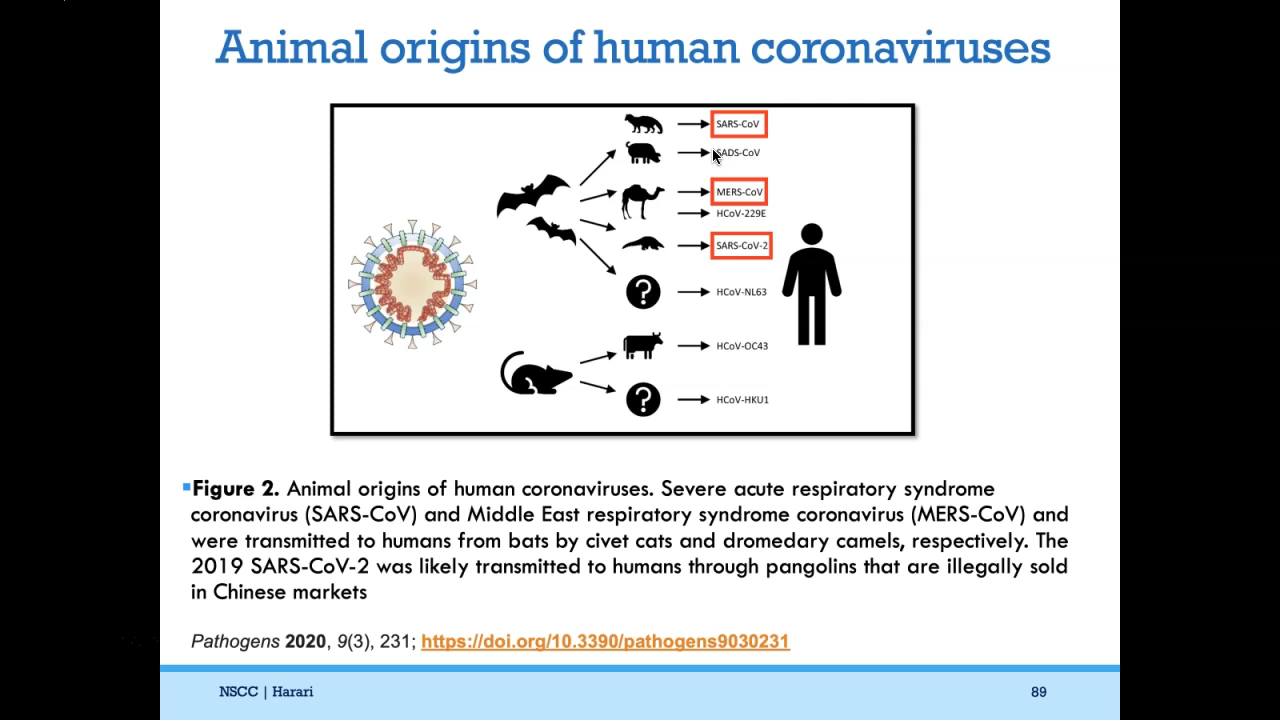 Animal origins of human coronaviruses
SARS-CoV
SADS-CoV
MERS-CoV
HCoV-229E
SARS-CoV-2
?
HCoV-NL63
HCoV-OC43
?
HCoV-HKU1
▪Figure 2. Animal origins of human coronaviruses. Severe acute respiratory syndrome
coronavirus (SARS-CoV) and Middle East respiratory syndrome coronavirus (MERS-CoV) and
were transmitted to humans from bats by civet cats and dromedary camels, respectively. The
2019 SARS-CoV-2 was likely transmitted to humans through pangolins that are illegally sold
in Chinese markets
Pathogens 2020, 9(3), 231; https://doi.org/10.3390/pathogens9030231
NSCC | Harari
89